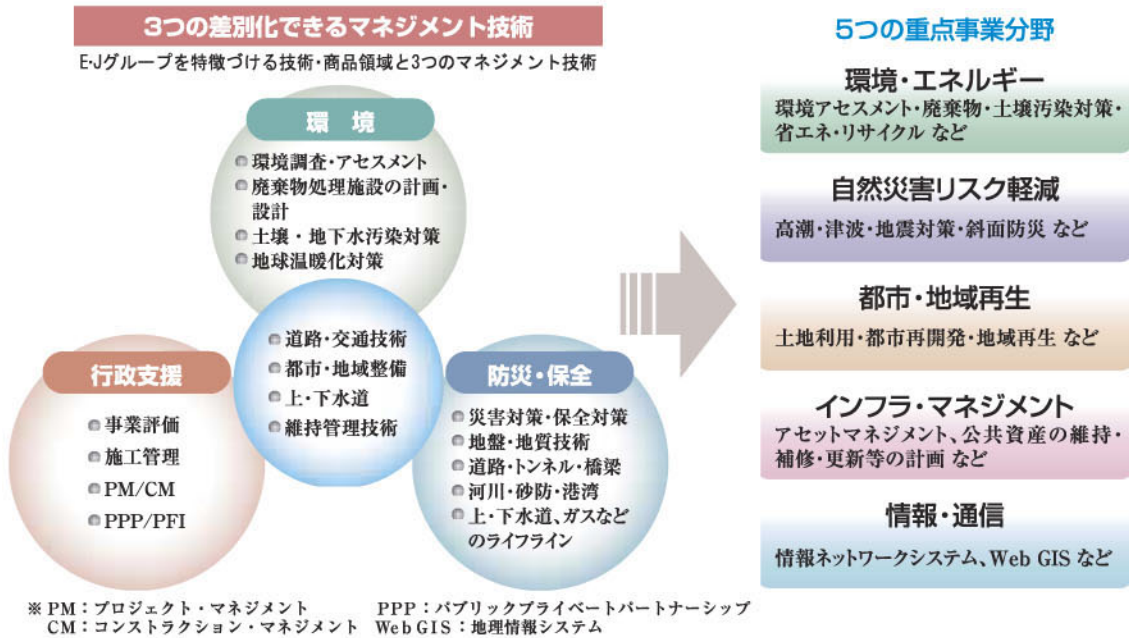 3つの差別化できるマネジメント技術
E・Jグループを特徴づける技術・商品領域と3つのマネジメント技術
環 境
環境調査・アセスメント
廃棄物処理施設の計画・
設計
土壌・地下水汚染対策
地球温暖化対策
道路・交通技術
都市・地域整備
上・下水道
維持管理技術
行政支援
事業評価
施工管理
PM/CM
PPP/PFI
防災・保全
災害対策・保全対策
地盤・地質技術
道路・トンネル・橋梁
河川・砂防・港湾
上・下水道、ガスなど
のライフライン
※ PM：プロジェクト・マネジメント PPP：パブリックプライベートパートナーシップ
CM：コンストラクション・マネジメント Web GIS：地理情報システム
5つの重点事業分野
環境・エネルギー
環境アセスメント・廃棄物・土壌汚染対策・
省エネ・リサイクル など
自然災害リスク軽減
高潮・津波・地震対策・斜面防災 など
都市・地域再生
土地利用・都市再開発・地域再生 など
インフラ・マネジメント
アセットマネジメント、公共資産の維持・
補修・更新等の計画 など
情報・通信
情報ネットワークシステム、Web GIS など